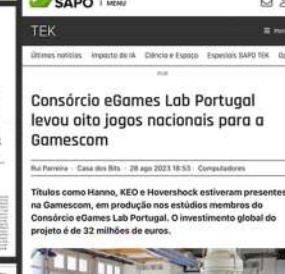 SAPO | MENU
TEK
Últimas notícias Impacto da IA Ciência e Espaço Especiais SAPO TEK
PUB
Consórcio eGames Lab Portugal
levou oito jogos nacionais para a
Gamescom
Rui Parreira · Casa dos Bits · 28 ago 2023 18:53 · Computadores
Títulos como Hanno, KEO e Hovershock estiveram presentes
na Gamescom, em produção nos estúdios membros do
Consórcio eGames Lab Portugal. O investimento global do
projeto é de 32 milhões de euros.